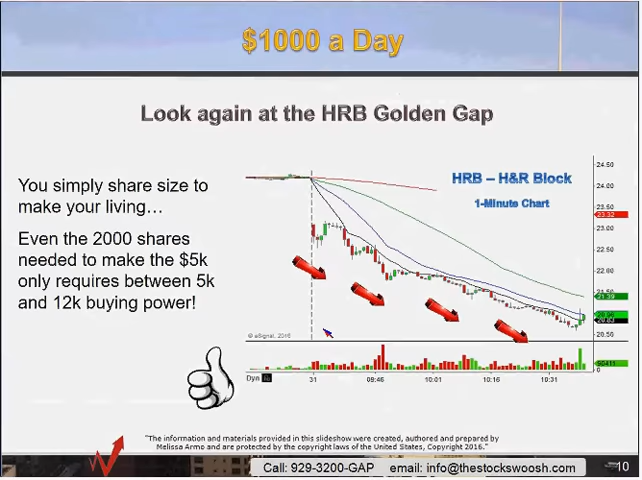 $1000 a Day
Look again at the HRB Golden Gap
You simply share size to
make your living…
Even the 2000 shares
needed to make the $5k
only requires between 5k
and 12k buying power!
HRB – H&R Block
1-Minute Chart
24.50
24.00
23.32
23.00
22.50
22.00
21.50
21.39
20.96
20.50
© eSignal, 2016
Dyn
31
09:46
10:01
10:16
10:31
"The information and materials provided in this slideshow were created, authored and prepared by
Melissa Armo and are protected by the copyright laws of the United States, Copyright 2016."
Call: 929-3200-GAP email: info@thestockswoosh.com
10